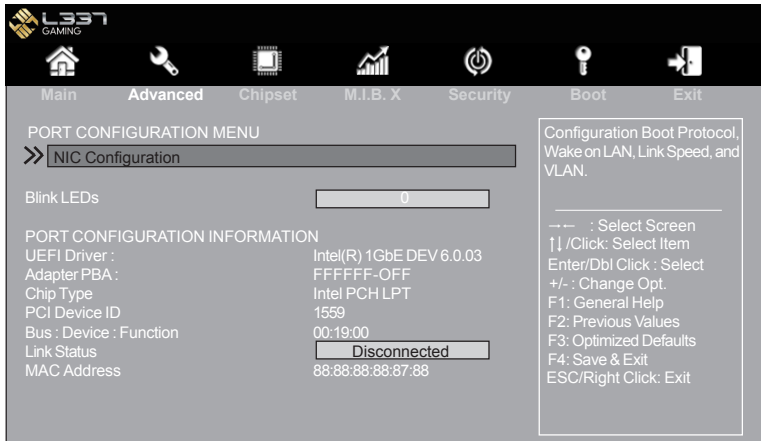 L337
GAMING
Main Advanced Chipset M.I.B. X Security Boot Exit
PORT CONFIGURATION MENU
NIC Configuration
Blink LEDs 0
PORT CONFIGURATION INFORMATION
UEFI Driver : Intel(R) 1GbE DEV 6.0.03
Adapter PBA : FFFFFF-OFF
Chip Type Intel PCH LPT
PCI Device ID 1559
Bus : Device : Function 00:19:00
Link Status Disconnected
MAC Address 88:88:88:88:87:88
Configuration Boot Protocol,
Wake on LAN, Link Speed, and
VLAN.
→← : Select Screen
↑↓/Click: Select Item
Enter/Dbl Click : Select
+/- : Change Opt.
F1: General Help
F2: Previous Values
F3: Optimized Defaults
F4: Save & Exit
ESC/Right Click: Exit